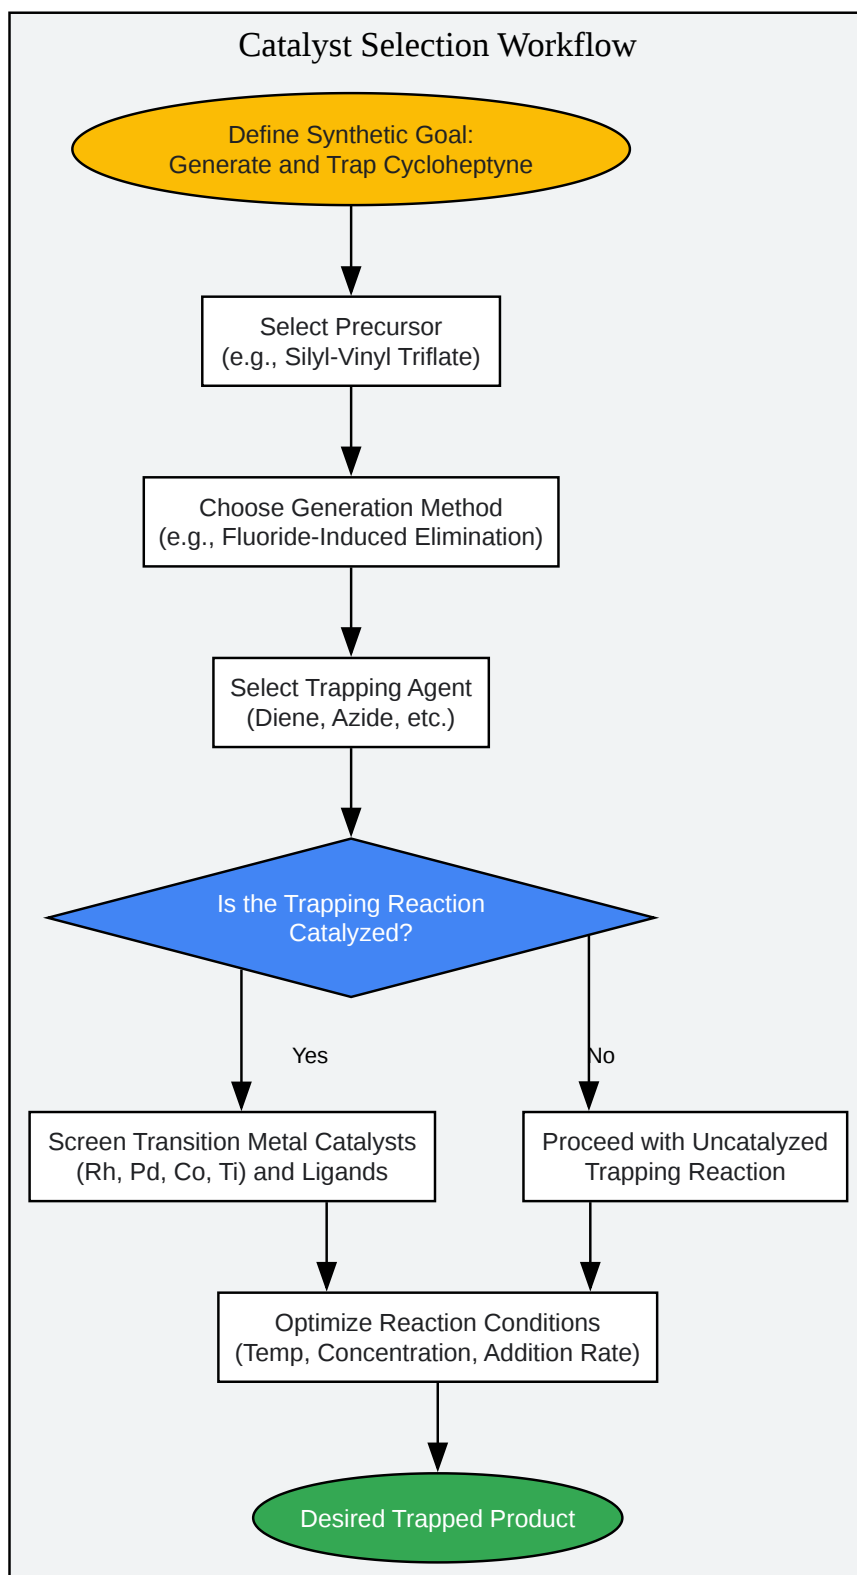 Catalyst Selection Workflow
Define Synthetic Goal:
Generate and Trap Cycloheptyne
Select Precursor
(e.g., Silyl-Vinyl Triflate)
Choose Generation Method
(e.g., Fluoride-Induced Elimination)
Select Trapping Agent
(Diene, Azide, etc.)
Is the Trapping Reaction
Catalyzed?
Yes
No
Screen Transition Metal Catalysts
(Rh, Pd, Co, Ti) and Ligands
Proceed with Uncatalyzed
Trapping Reaction
Optimize Reaction Conditions
(Temp, Concentration, Addition Rate)
Desired Trapped Product